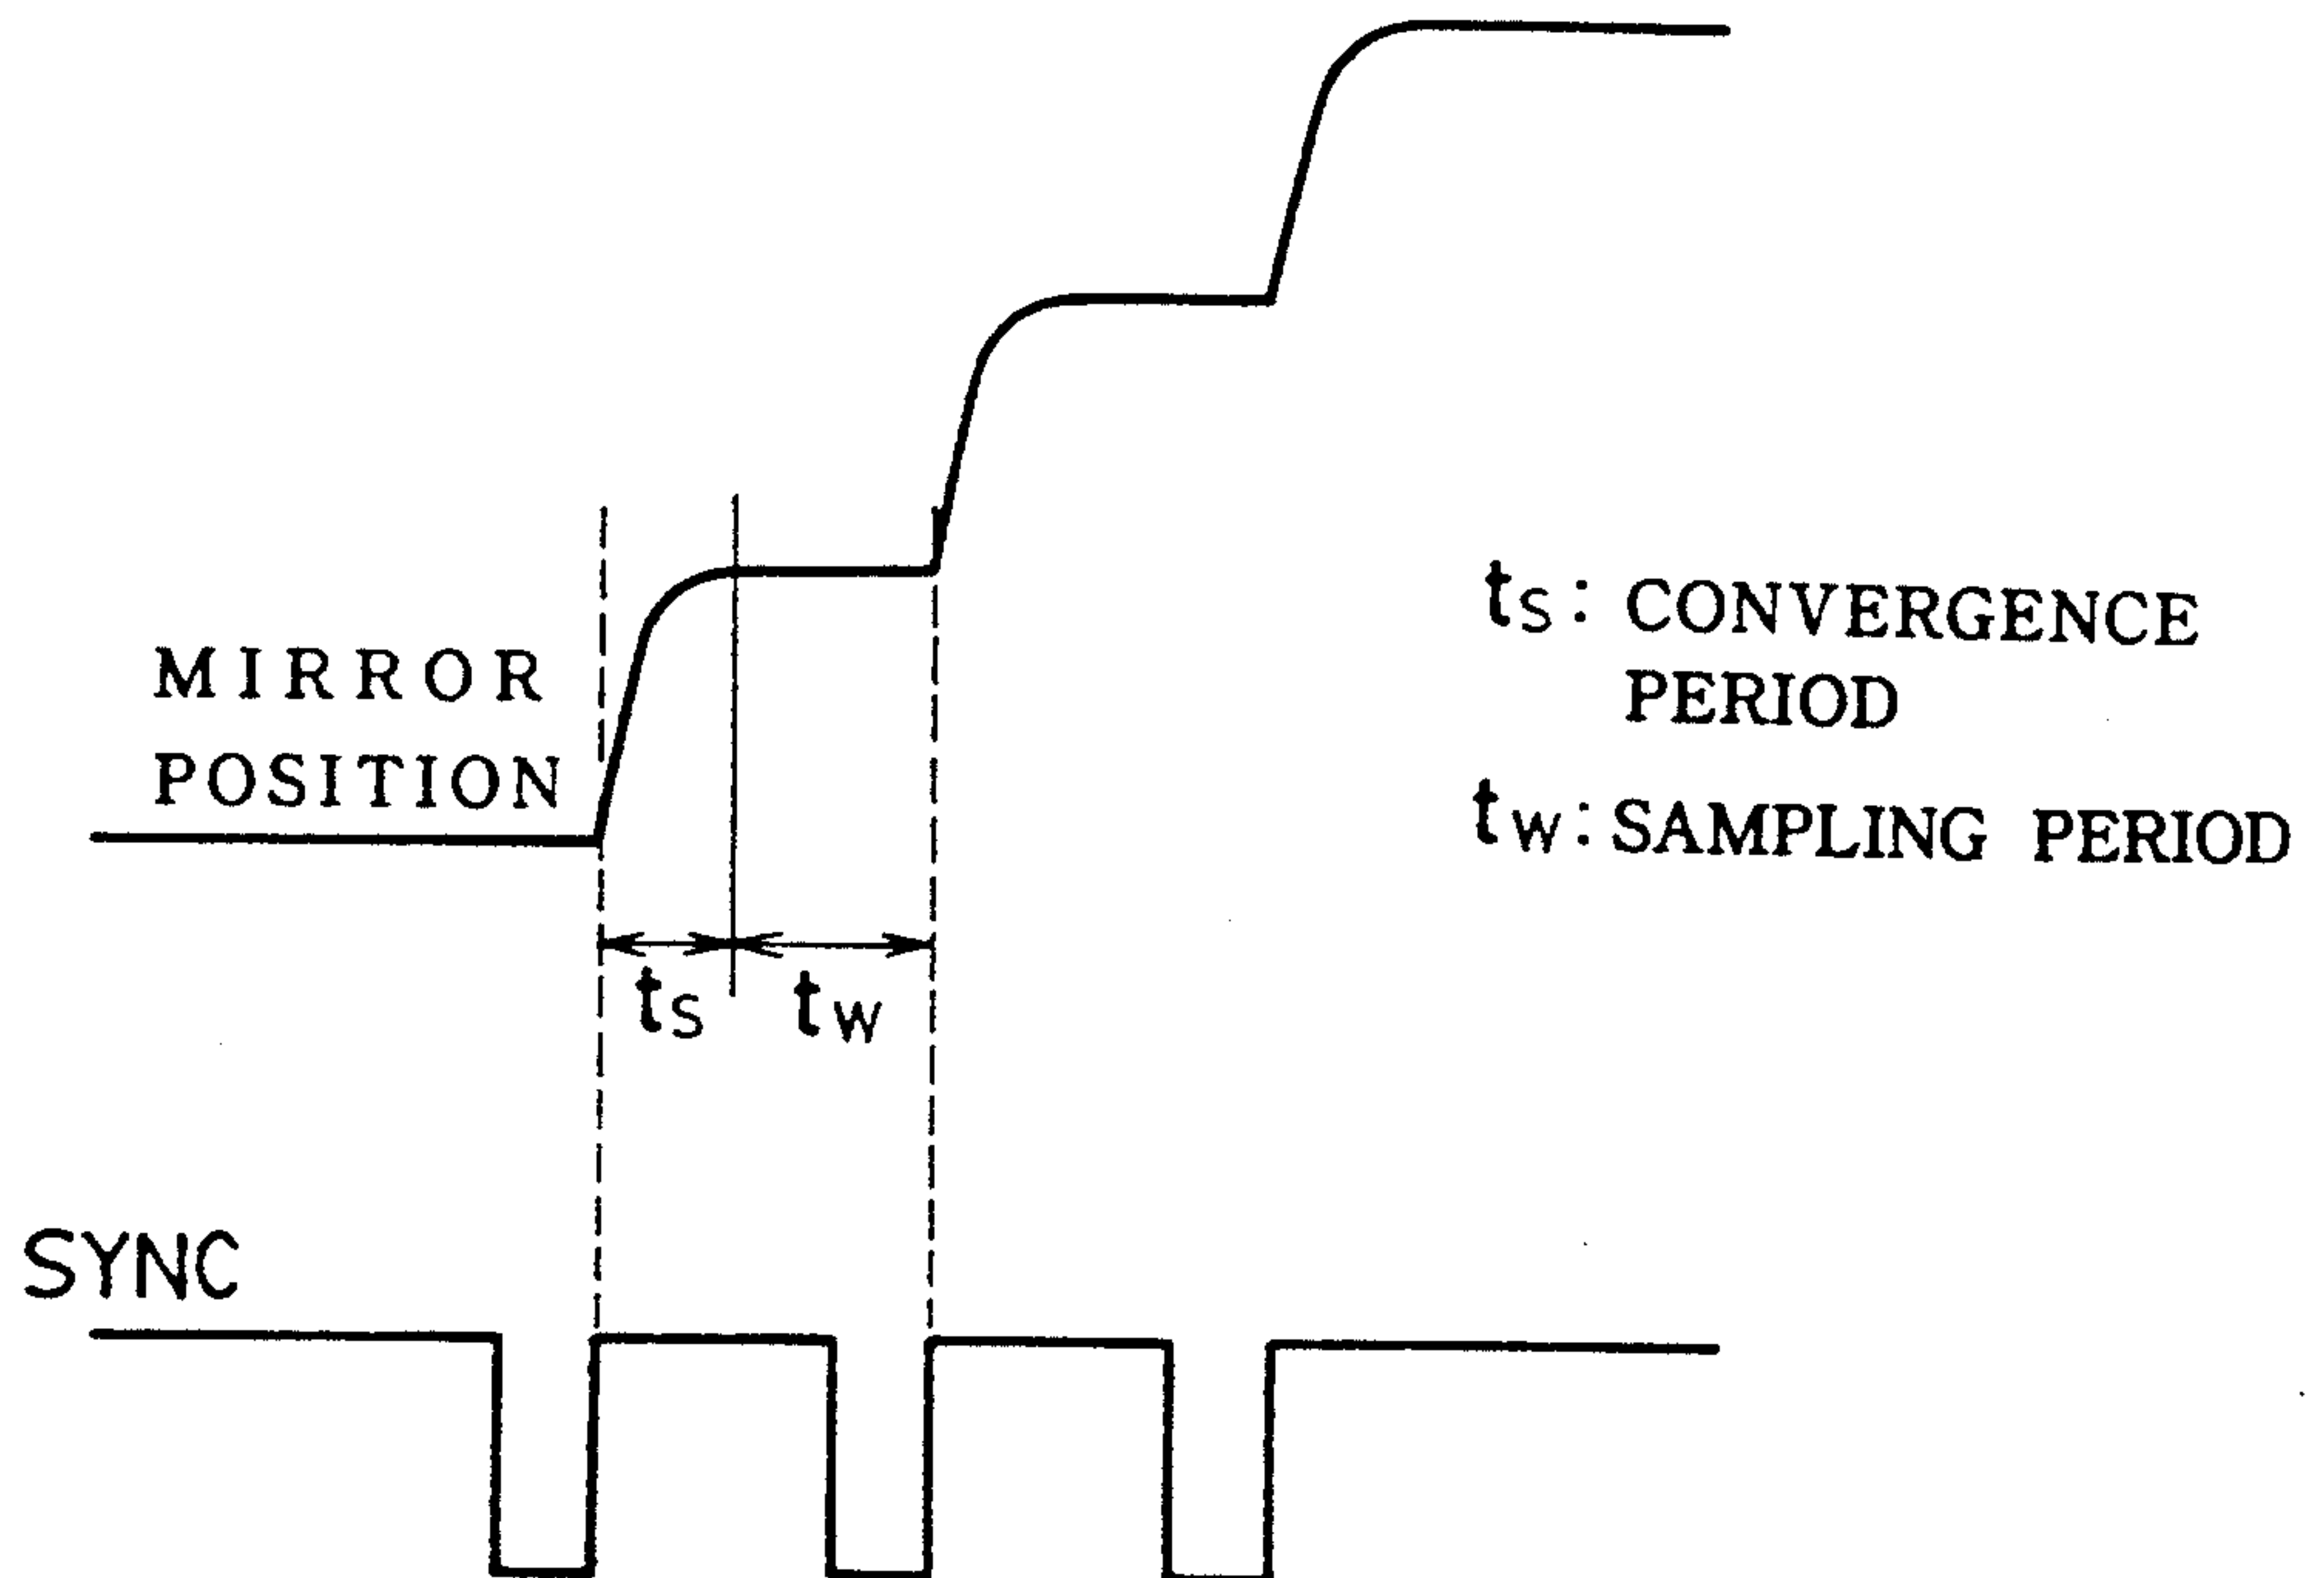 MIRROR
POSITION
ts: CONVERGENCE
PERIOD
tw: SAMPLING PERIOD
ts
tw
SYNC